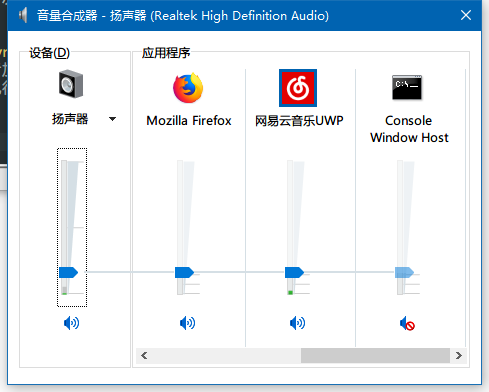 音量合成器 - 扬声器 (Realtek High Definition Audio)
设备(D)
应用程序
扬声器
Mozilla Firefox
网易云音乐UWP
C:\_
Console
Window Host